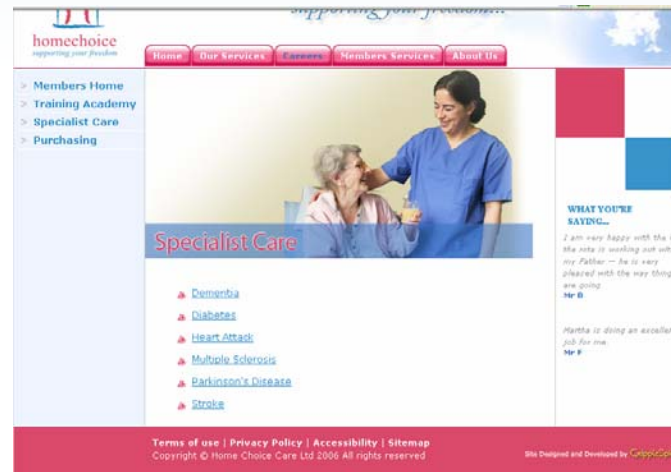 supporting your freedom...
homechoice
supporting your freedom
Home
Our Services
Careers
Members Services
About Us
> Members Home
> Training Academy
> Specialist Care
> Purchasing
Specialist Care
Dementia
Diabetes
Heart Attack
Multiple Sclerosis
Parkinson's Disease
Stroke
WHAT YOU'RE
SAYING...
I am very happy with the
the rota is working out
my Father — he is very
pleased with the way
are going
Mr B
Martha is doing an
job for me.
Mr F
Terms of use | Privacy Policy | Accessibility | Sitemap
Copyright © Home Choice Care Ltd 2006 All rights reserved
Site Designed and Developed by